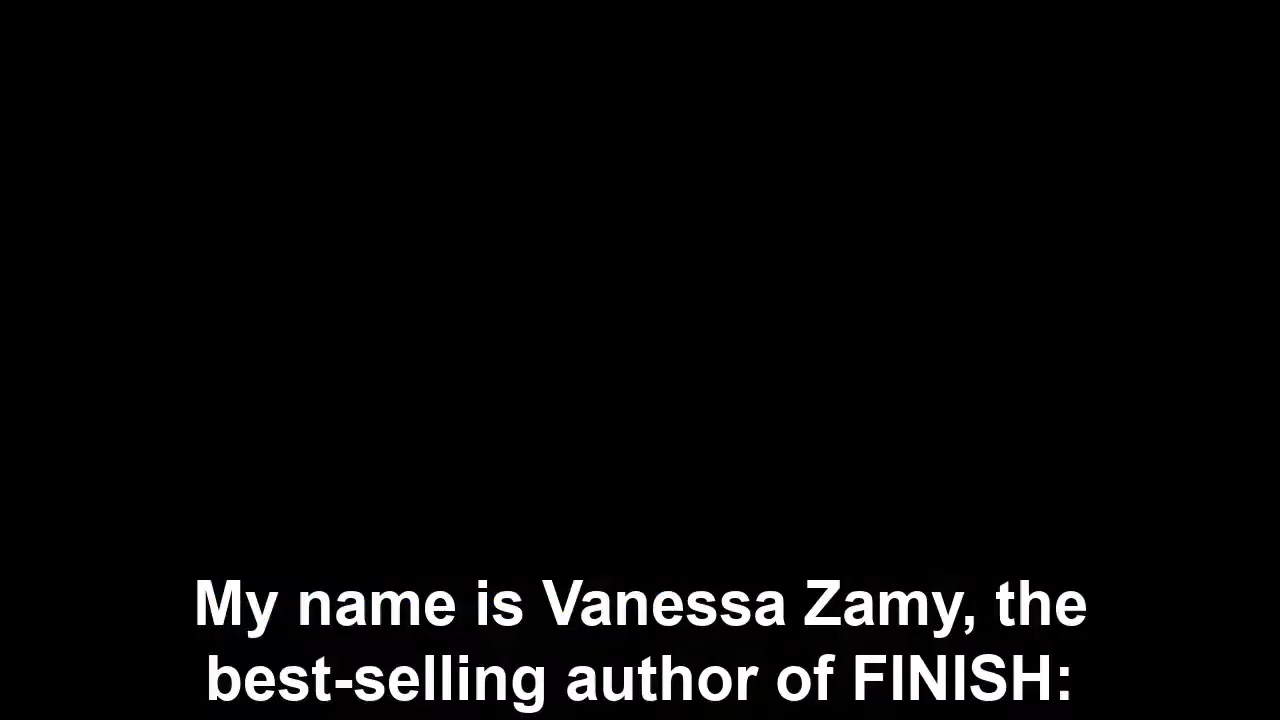 My name is Vanessa Zamy, the
best-selling author of FINISH: